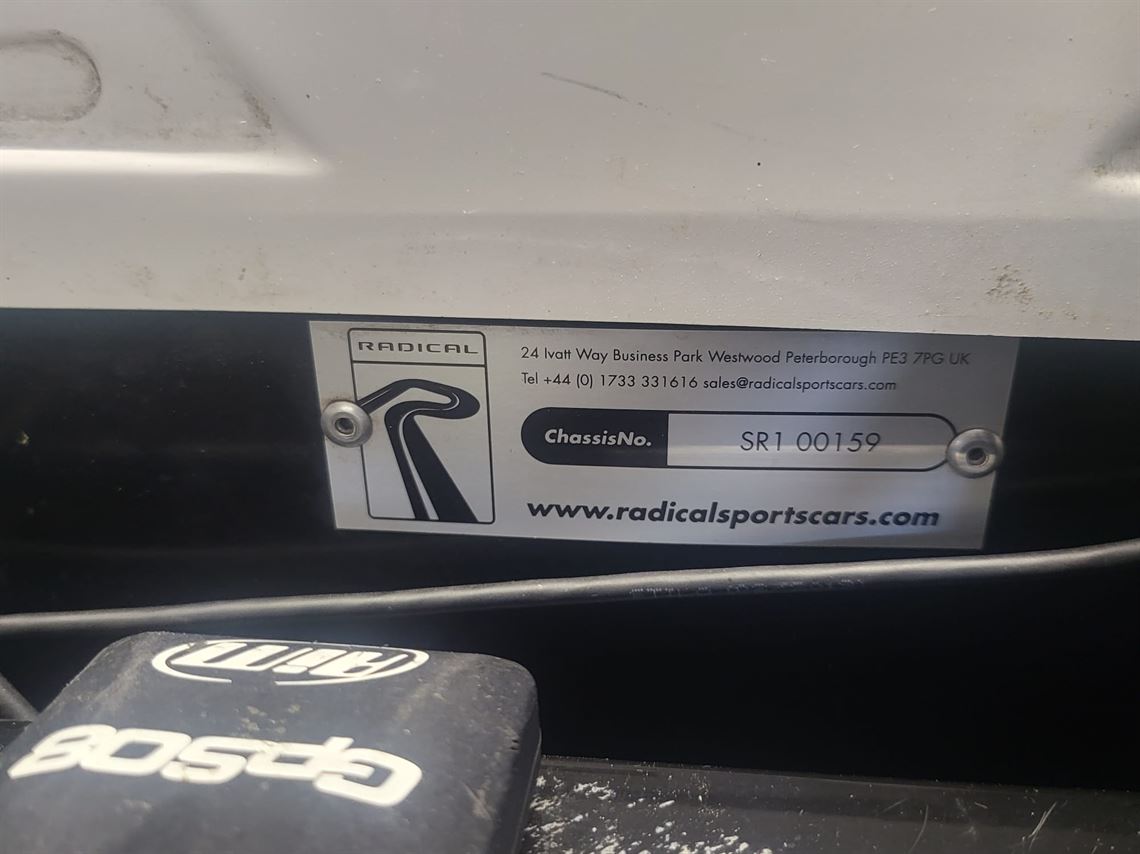 RADICAL
24 Ivatt Way Business Park Westwood Peterborough PE3 7PG UK
Tel +44 (0) 1733 331616 sales@radicalsportscars.com
ChassisNo.
SR1 00159
www.radicalsportscars.com
AiM
GPS08